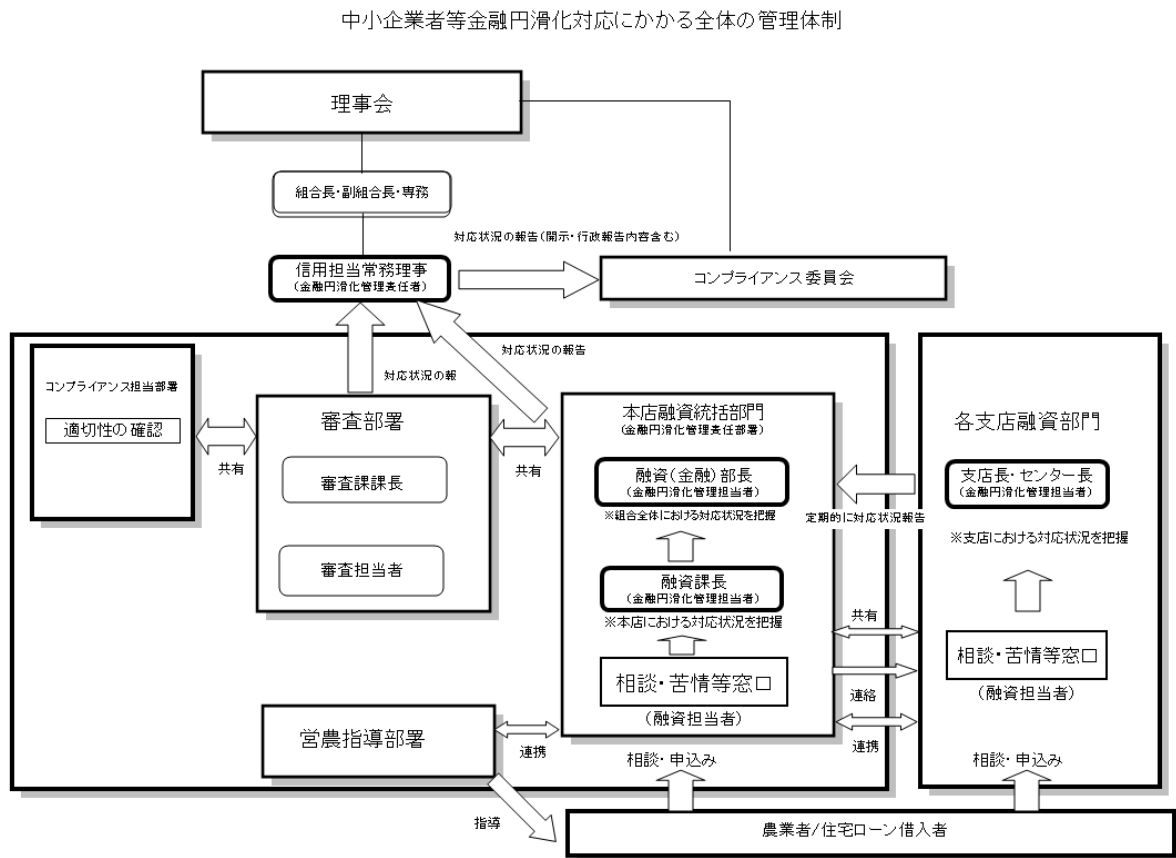 中小企業者等金融円滑化対応にかかる全体の管理体制
理事会
組合長・副組合長・専務
対応状況の報告(開示・行政報告内容含む)
信用担当常務理事
(金融円滑化管理責任者)
コンプライアンス委員会
対応状況の報告
対応状況の報
コンプライアンス担当部署
適切性の確認
共有
審査部署
審査課課長
審査担当者
共有
本店融資統括部門
(金融円滑化管理責任部署)
融資(金融)部長
(金融円滑化管理担当者)
※組合全体における対応状況を把握
融資課長
(金融円滑化管理担当者)
※本店における対応状況を把握
相談・苦情等窓口
(融資担当者)
定期的に対応状況報告
各支店融資部門
支店長・センター長
(金融円滑化管理担当者)
※支店における対応状況を把握
共有
相談・苦情等窓口
(融資担当者)
連絡
連携
営農指導部署
連携
相談・申込み
相談・申込み
指導
農業者/住宅ローン借入者